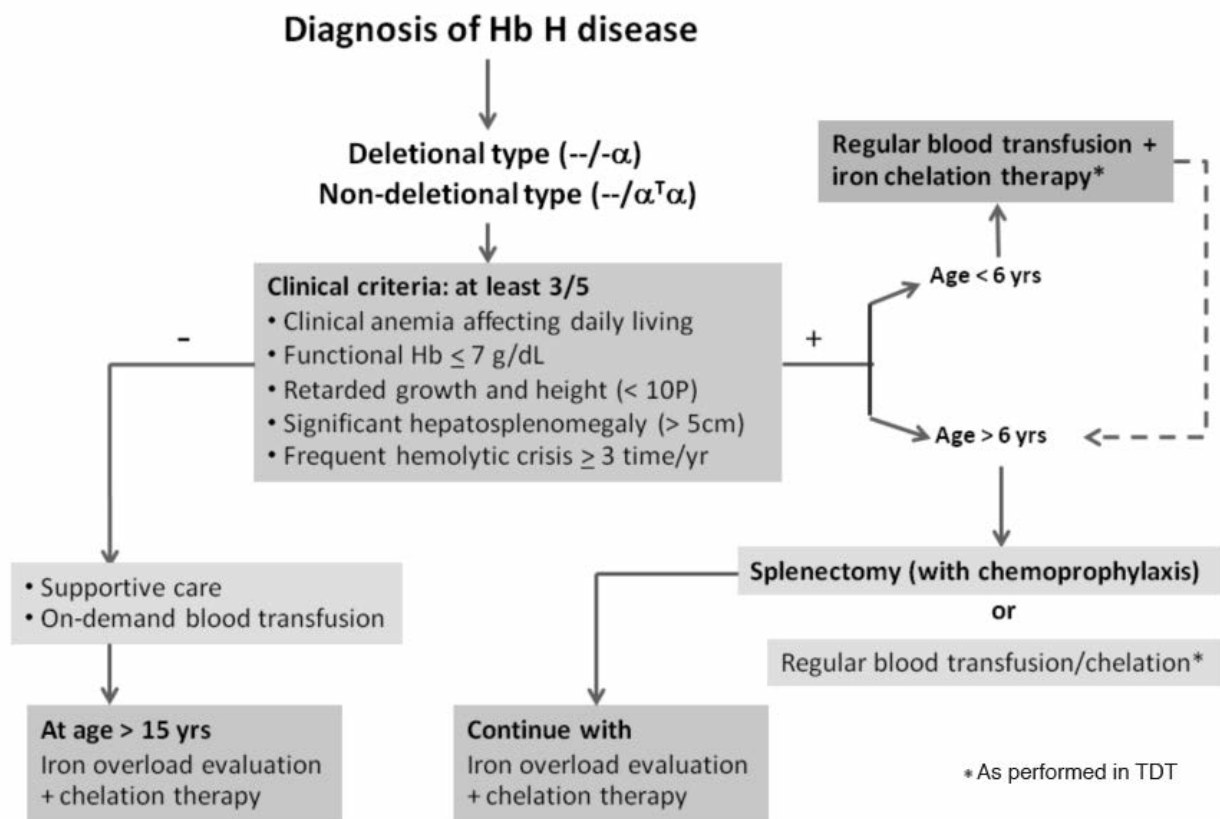 Diagnosis of Hb H disease
Deletional type (--/-α)
Non-deletional type (--/αᵀα)
Clinical criteria: at least 3/5
• Clinical anemia affecting daily living
• Functional Hb ≤ 7 g/dL
• Retarded growth and height (< 10P)
• Significant hepatosplenomegaly (> 5cm)
• Frequent hemolytic crisis ≥ 3 time/yr
–
+
Regular blood transfusion +
iron chelation therapy*
Age < 6 yrs
Age > 6 yrs
• Supportive care
• On-demand blood transfusion
Splenectomy (with chemoprophylaxis)
or
Regular blood transfusion/chelation*
At age > 15 yrs
Iron overload evaluation
+ chelation therapy
Continue with
Iron overload evaluation
+ chelation therapy
* As performed in TDT